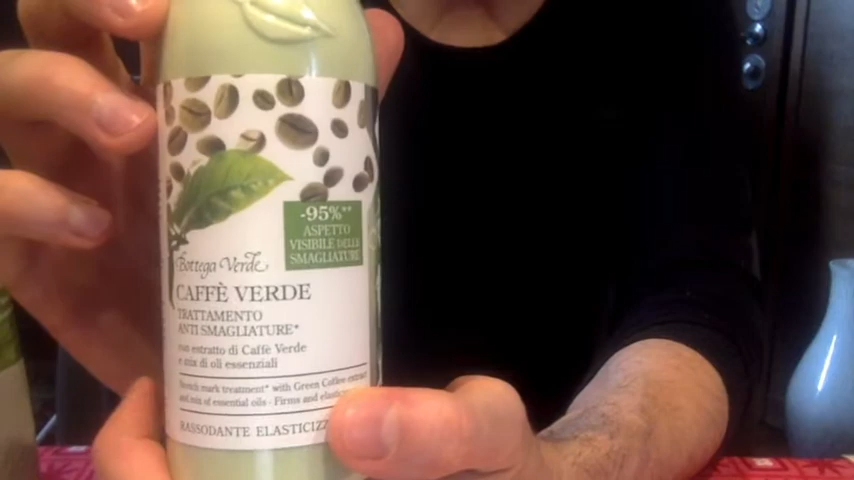 -95%**
ASPETTO
VISIBILE DELLE
SMAGLIATURE
Bottega Verde
CAFFÈ VERDE
TRATTAMENTO
ANTI SMAGLIATURE*
con estratto di Caffè Verde
e mix di oli essenziali
Stretch mark treatment* with Green Coffee extract
and mix of essential oils - Firms and
RASSODANTE